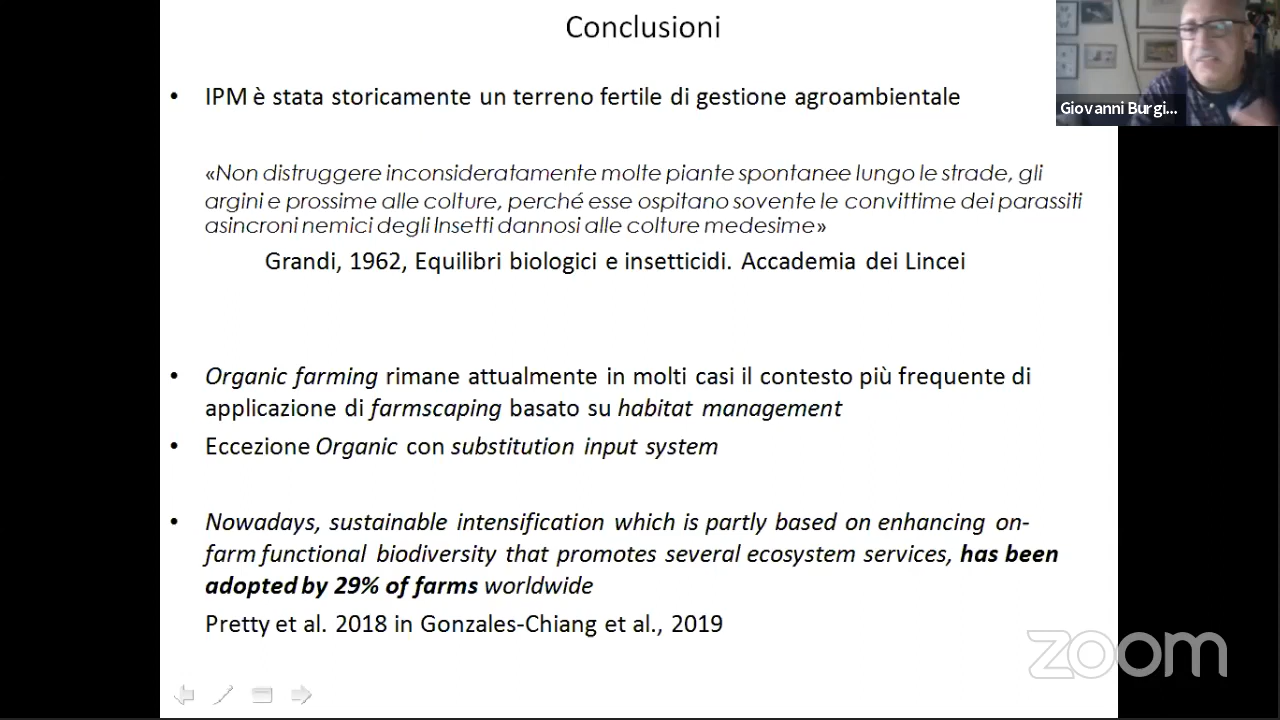 Conclusioni
Giovanni Burgi...
• IPM è stata storicamente un terreno fertile di gestione agroambientale
«Non distruggere inconsideratamente molte piante spontanee lungo le strade, gli
argini e prossime alle colture, perché esse ospitano sovente le convittime dei parassiti
asincroni nemici degli Insetti dannosi alle colture medesime»
Grandi, 1962, Equilibri biologici e insetticidi. Accademia dei Lincei
• Organic farming rimane attualmente in molti casi il contesto più frequente di
applicazione di farmscaping basato su habitat management
• Eccezione Organic con substitution input system
• Nowadays, sustainable intensification which is partly based on enhancing on-
farm functional biodiversity that promotes several ecosystem services, has been
adopted by 29% of farms worldwide
Pretty et al. 2018 in Gonzales-Chiang et al., 2019
zoom